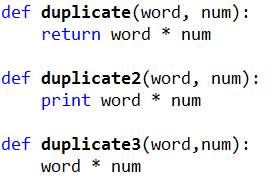 def duplicate(word, num):
    return word * num
def duplicate2(word, num):
    print word * num
def duplicate3(word,num):
    word * num